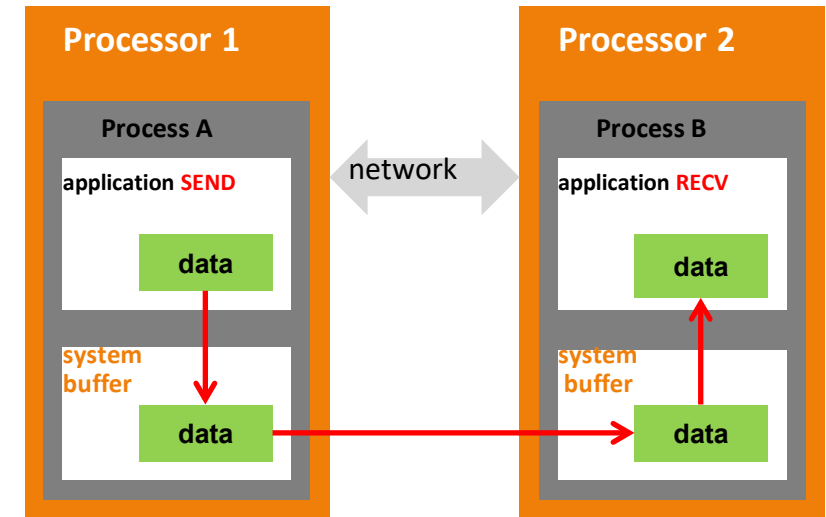 Processor 1
Process A
application SEND
data
system
buffer
data
network
Processor 2
Process B
application RECV
data
system
buffer
data